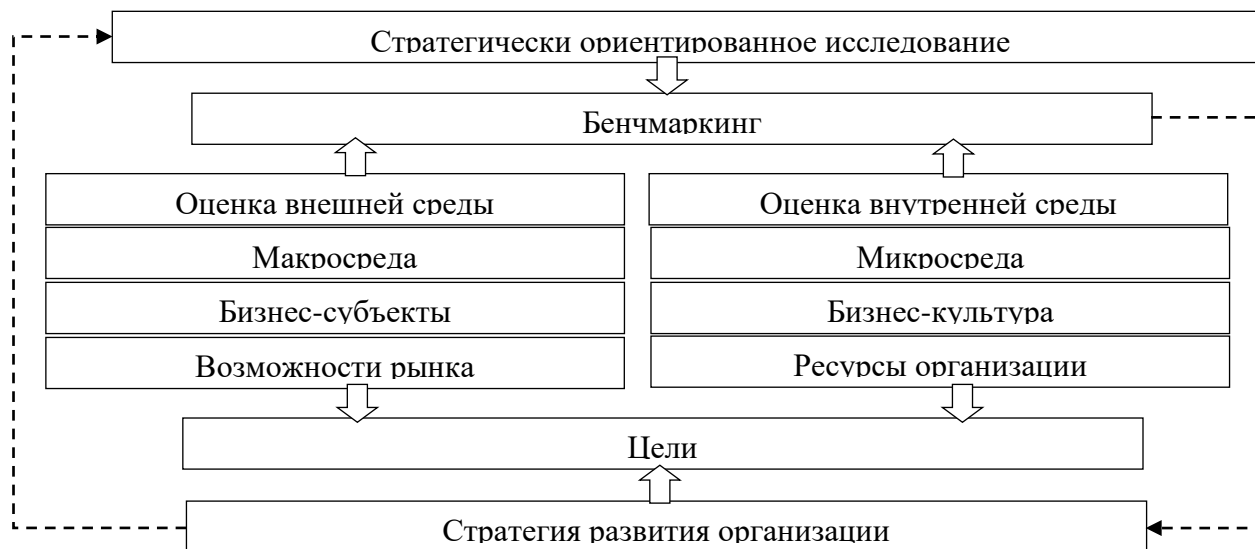 Стратегически ориентированное исследование
Бенчмаркинг
Оценка внешней среды
Макросреда
Бизнес-субъекты
Возможности рынка
Оценка внутренней среды
Микросреда
Бизнес-культура
Ресурсы организации
Цели
Стратегия развития организации